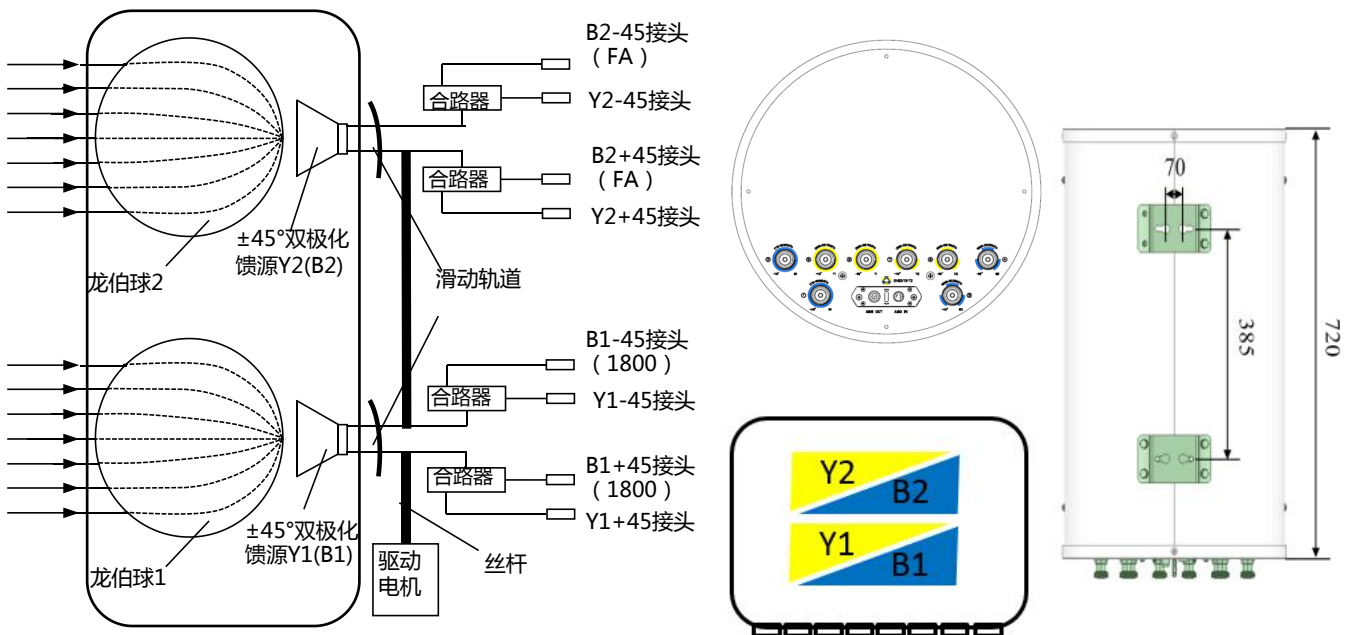 B2-45接头
（FA）
合路器
Y2-45接头
B2+45接头
（FA）
合路器
Y2+45接头
±45°双极化
馈源Y2(B2)
龙伯球2
滑动轨道
B1-45接头
（1800）
合路器
Y1-45接头
B1+45接头
（1800）
合路器
Y1+45接头
±45°双极化
馈源Y1(B1)
龙伯球1
驱动
电机
丝杆
AISG OUT
AISG IN
Y2
B2
Y1
B1
70
385
720